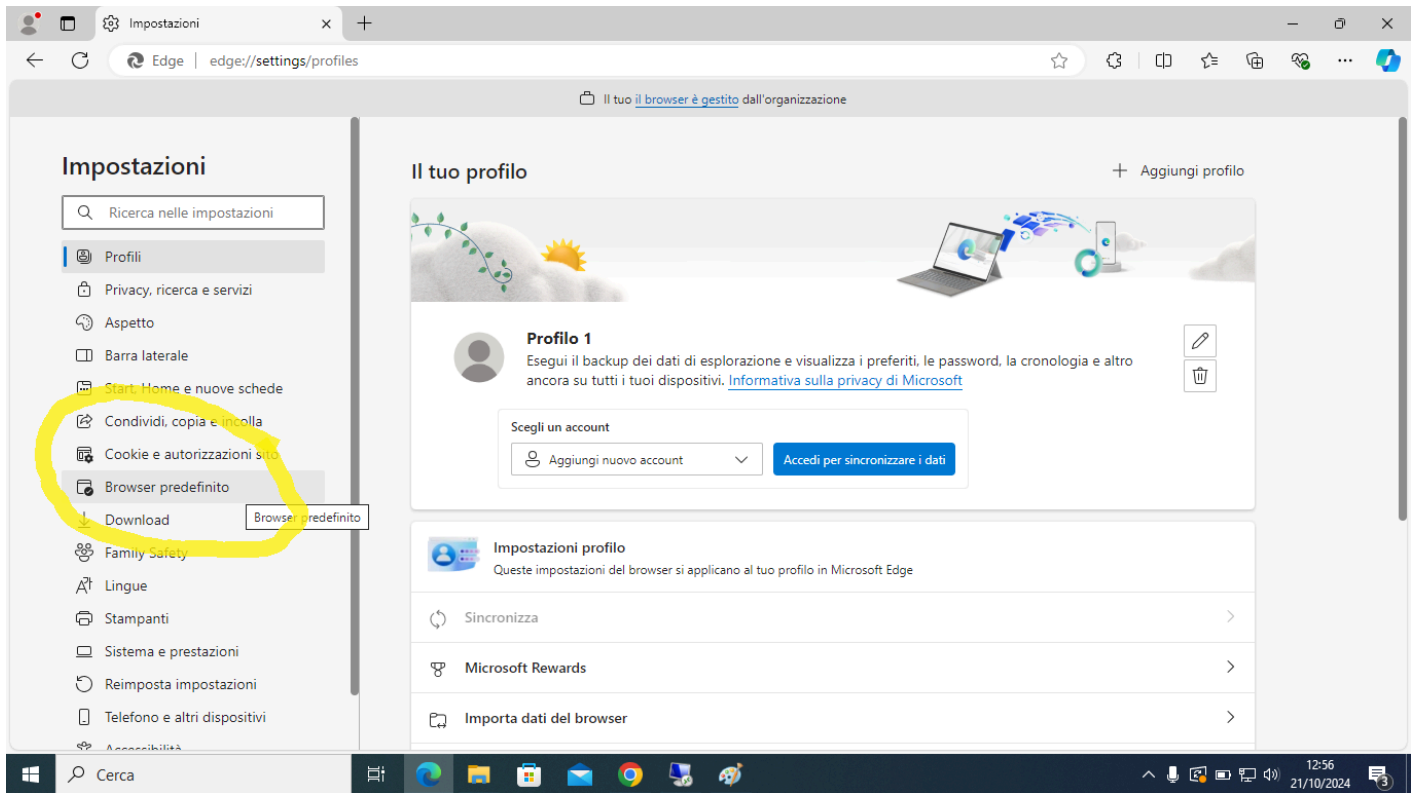 Impostazioni
Edge | edge://settings/profiles
Il tuo il browser è gestito dall'organizzazione
Impostazioni
Ricerca nelle impostazioni
Profili
Privacy, ricerca e servizi
Aspetto
Barra laterale
Start, Home e nuove schede
Condividi, copia e incolla
Cookie e autorizzazioni sito
Browser predefinito
Browser predefinito
Download
Family Safety
Lingue
Stampanti
Sistema e prestazioni
Reimposta impostazioni
Telefono e altri dispositivi
Accessibilità
Il tuo profilo
Aggiungi profilo
Profilo 1
Esegui il backup dei dati di esplorazione e visualizza i preferiti, le password, la cronologia e altro
ancora su tutti i tuoi dispositivi. Informativa sulla privacy di Microsoft
Scegli un account
Aggiungi nuovo account
Accedi per sincronizzare i dati
Impostazioni profilo
Queste impostazioni del browser si applicano al tuo profilo in Microsoft Edge
Sincronizza
Microsoft Rewards
Importa dati del browser
Cerca
12:56
21/10/2024
3